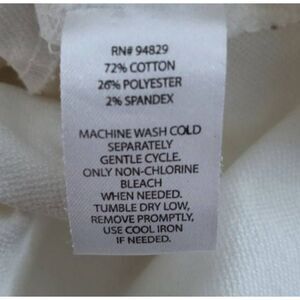 RN# 94829
72% COTTON
26% POLYESTER
2% SPANDEX
MACHINE WASH COLD
SEPARATELY
GENTLE CYCLE.
ONLY NON-CHLORINE
BLEACH
WHEN NEEDED.
TUMBLE DRY LOW,
REMOVE PROMPTLY,
USE COOL IRON
IF NEEDED.